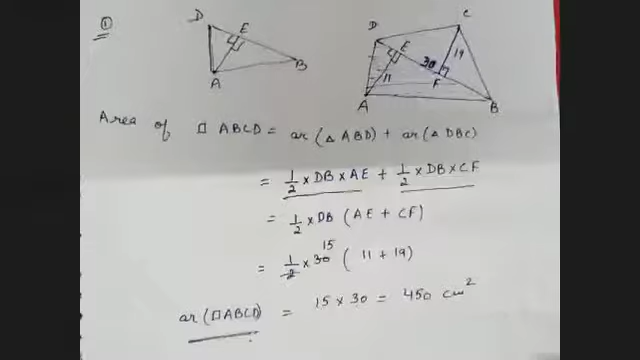 ①
D
E
A
B
D
C
E
30
19
11
F
A
B
Area of □ ABCD = ar (△ ABD) + ar (△ DBC)
= 1/2 × DB × AE + 1/2 × DB × CF
= 1/2 × DB (AE + CF)
= 1/2 × 30 15 (11 + 19)
ar (□ABCD) = 15 × 30 = 450 cm²